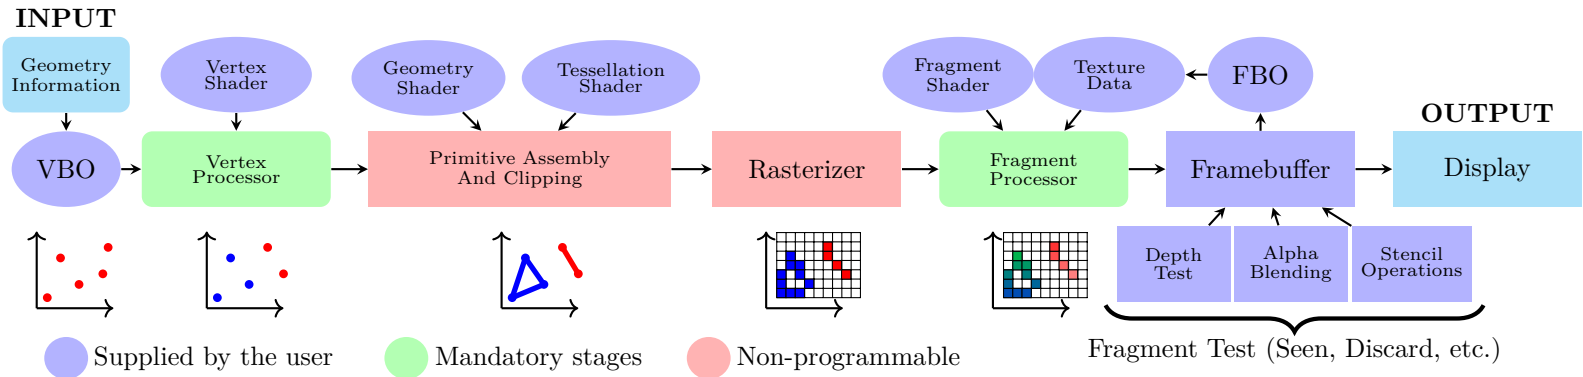 INPUT
Geometry
Information
Vertex
Shader
Geometry
Shader
Tessellation
Shader
Fragment
Shader
Texture
Data
FBO
OUTPUT
VBO
Vertex
Processor
Primitive Assembly
And Clipping
Rasterizer
Fragment
Processor
Framebuffer
Display
Depth
Test
Alpha
Blending
Stencil
Operations
Supplied by the user
Mandatory stages
Non-programmable
Fragment Test (Seen, Discard, etc.)